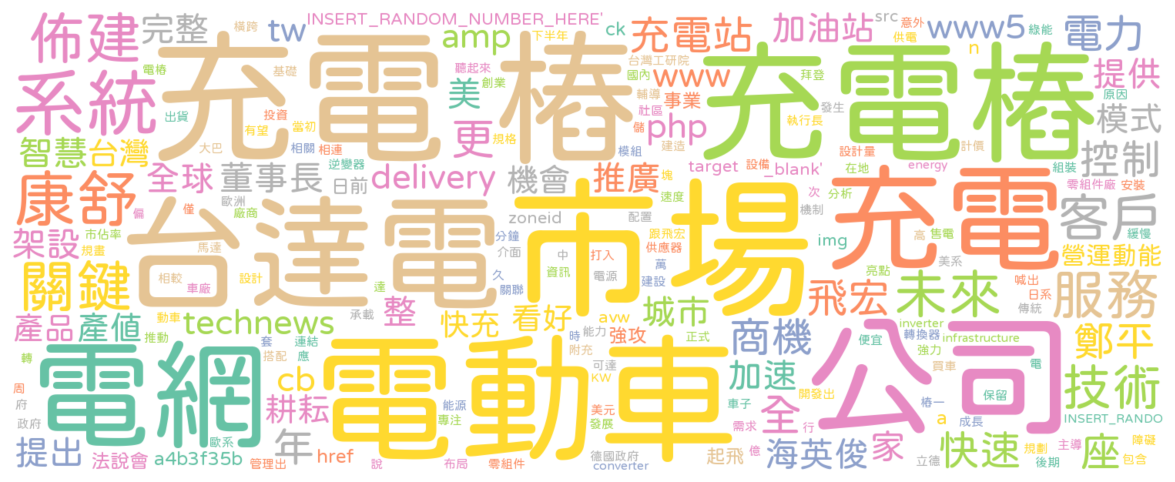 佈建 完整 tw INSERT_RANDOM_NUMBER_HERE' ck 充電站 加油站 src 意外 www5 電力
下半年 amp 國內 台灣工研院 供電 綠能 n
橫跨 電樁 基礎 聽起來 創業 www 拜登 提供
系統 充電樁 美 輔導 事業 充電樁 原因
出貨 投資 有望 當初 規格 社區 儲 php 發生 執行長 模式
智慧 台灣 大巴 相關 相連 更 模組 建造 設計量 計價 控制
逆變器 target 設備 _blank' 在地 energy 組裝
康舒 全球 董事長 日前 delivery 機會 推廣 塊 速度 次 分析 零組件廠 安裝
偏 僅 歐洲 廠商 zoneid 配置 機制 充電 客戶
架設 市佔率 規畫 馬達 台達電 分鐘 介面 跟飛宏 供應器 市場 img 高 售電 緩慢
中 打入 美系 營運動能
關鍵 相較 車廠 設計 達 久 關聯 資訊 電源 萬 建設 亮點 喊出 日系 服務
產品 產值 承載 整 快充 看好 avw 城市 飛宏 未來 傳統
動車 推動 technews 套 連結 時 能力 強攻 正式 商機 inverter 轉換器 便宜 infrastructure 鄭平
轉 電網 搭配 應 電動車 附充 可達 KW 加速 公司 強力 買車 電 技術
周 府 政府 cb 能源 專注 美元 發展 車子 開發出 保留 INSERT_RANDO
耕耘 需求 全 行 樁一 a 成長
提出 歐系 年 億 家 快速 規劃 主導 座 障礙
法說會 a4b3f35b 管理出 href 說 布局 零組件 德國政府 converter 起飛 海英俊 立德 後期 包含